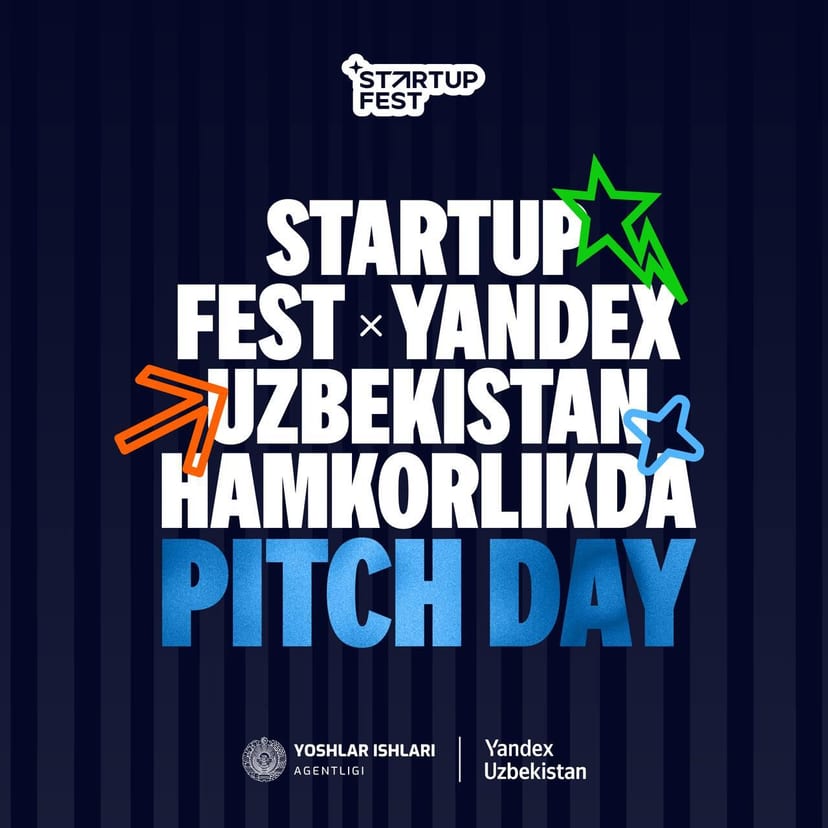 STARTUP
FEST
STARTUP
FEST × YANDEX
UZBEKISTAN
HAMKORLIKDA
PITCH DAY
YOSHLAR ISHLARI
AGENTLIGI
Yandex
Uzbekistan